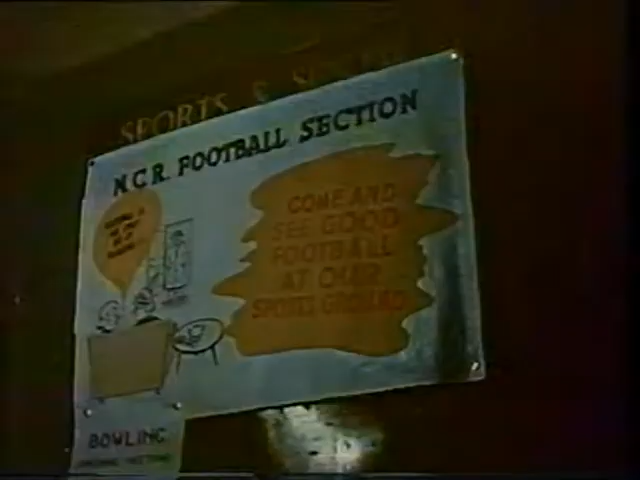 SPORTS &
N.C.R. FOOTBALL SECTION
COME AND
SEE GOOD
FOOTBALL
AT OUR
SPORTS GROUND
BOWLING